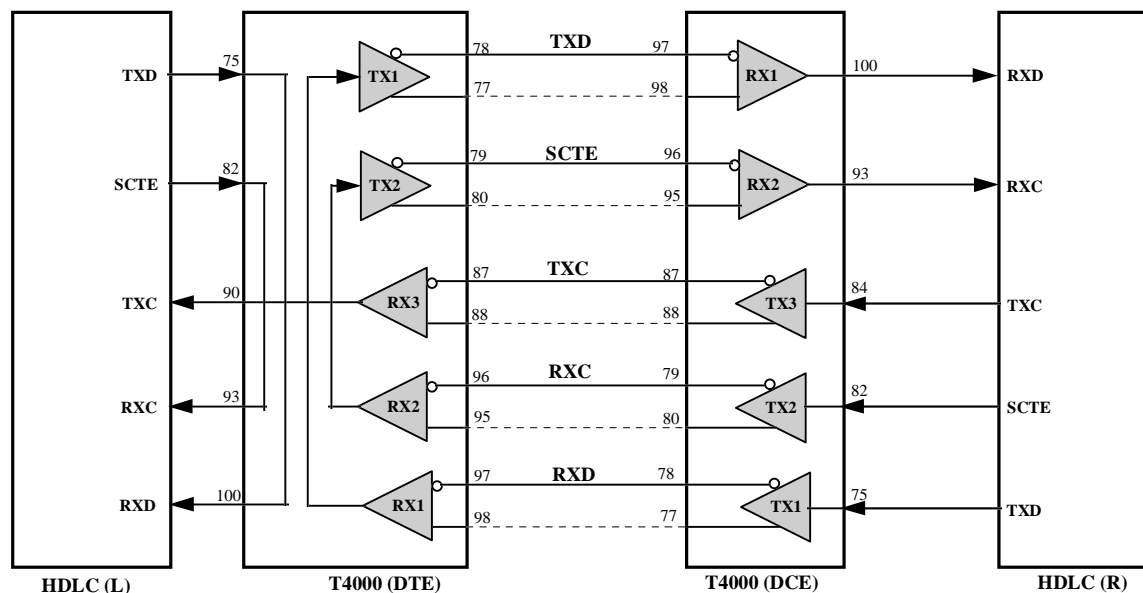 TXD 75 TX1 78 TXD 97 RX1 100 RXD
77 98
SCTE 82 TX2 79 SCTE 96 RX2 93 RXC
80 95
TXC 90 RX3 87 TXC 87 TX3 84 TXC
88 88
RXC 93 RX2 96 RXC 79 TX2 82 SCTE
95 80
RXD 100 RX1 97 RXD 78 TX1 75 TXD
98 77
HDLC (L) T4000 (DTE) T4000 (DCE) HDLC (R)